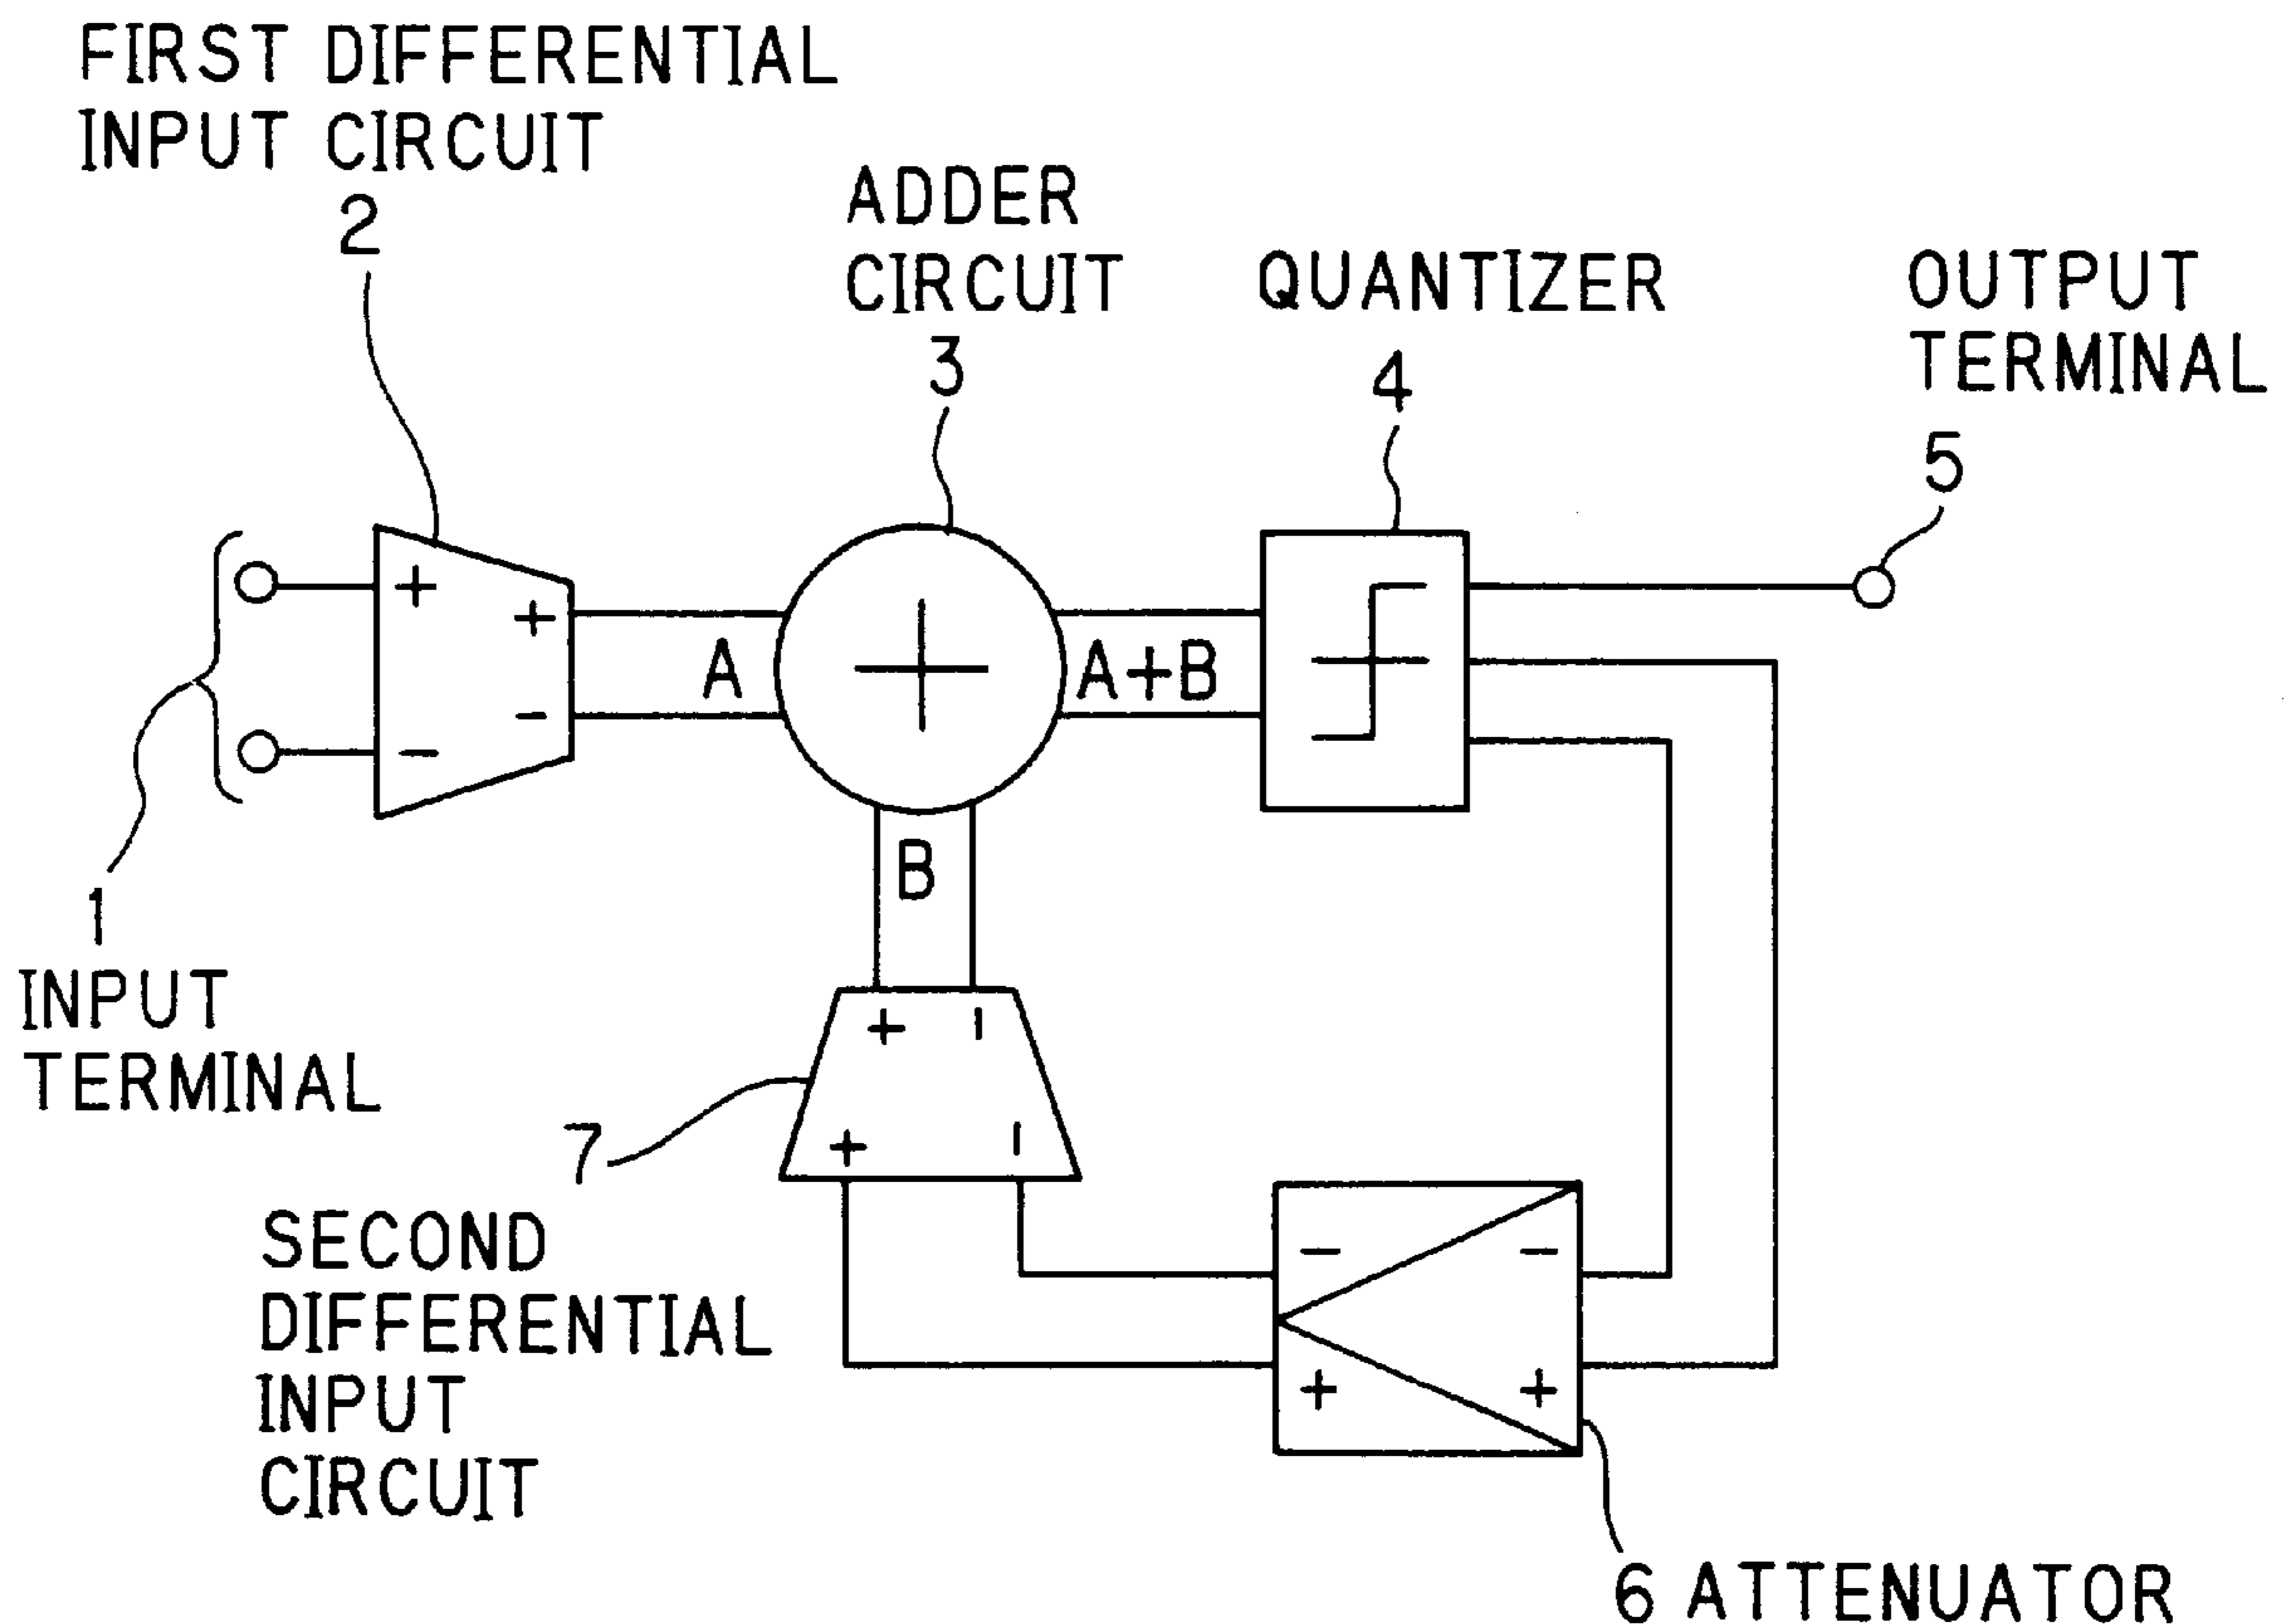 FIRST DIFFERENTIAL
INPUT CIRCUIT
2
ADDER
CIRCUIT
3
QUANTIZER
4
OUTPUT
TERMINAL
5
+
+
-
-
A
A+B
B
1
INPUT
TERMINAL
+ -
+ -
7
SECOND
DIFFERENTIAL
INPUT
CIRCUIT
- -
+ +
6 ATTENUATOR